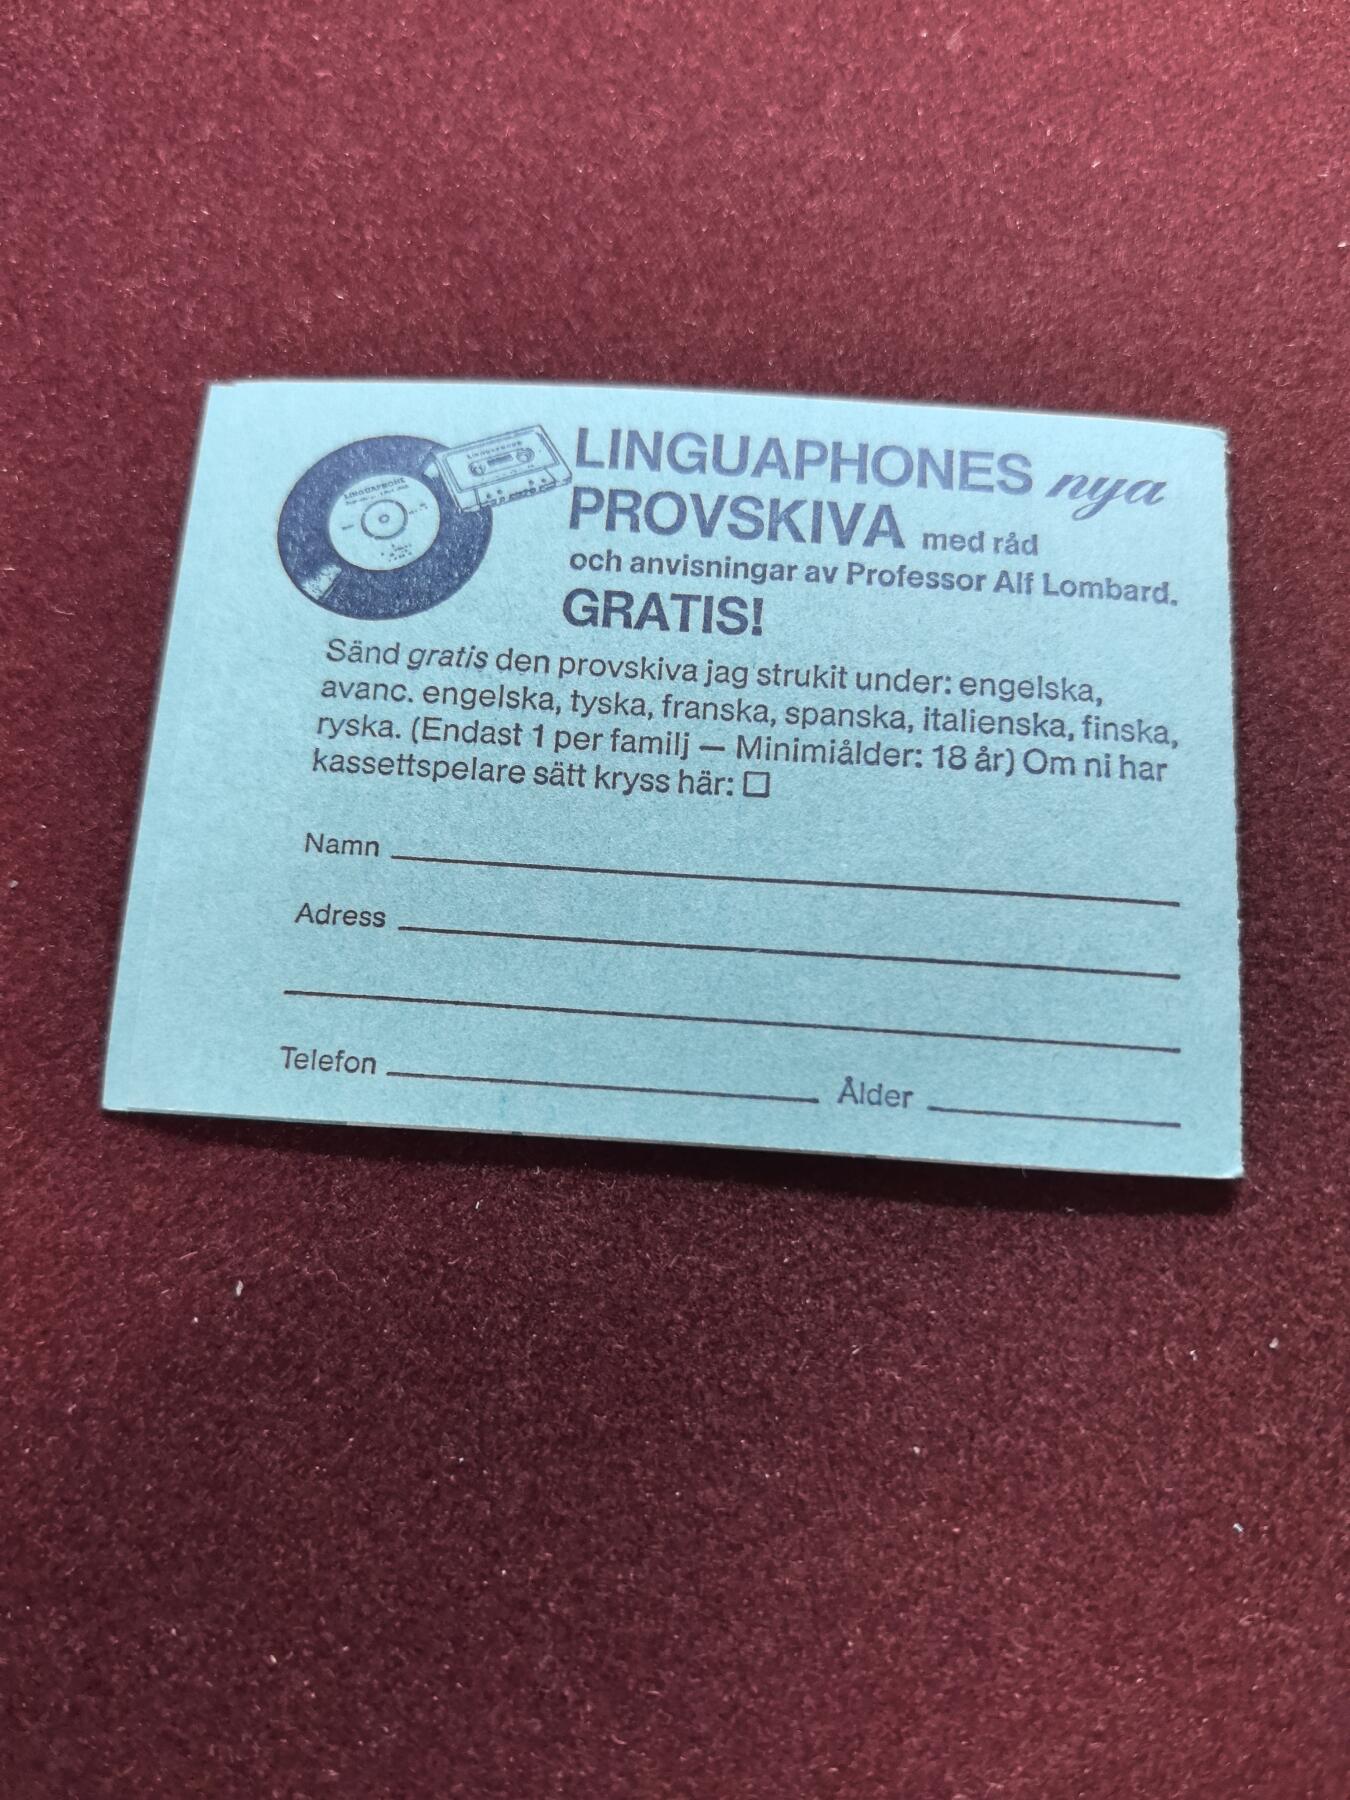 LINGUAPHONE
LINGUAPHONE
LINGUAPHONES nya
PROVSKIVA med råd
och anvisningar av Professor Alf Lombard.
GRATIS!
Sänd gratis den provskiva jag strukit under: engelska,
avanc. engelska, tyska, franska, spanska, italienska, finska,
ryska. (Endast 1 per familj — Minimiålder: 18 år) Om ni har
kassettspelare sätt kryss här: ☐
Namn
Adress
Telefon Ålder